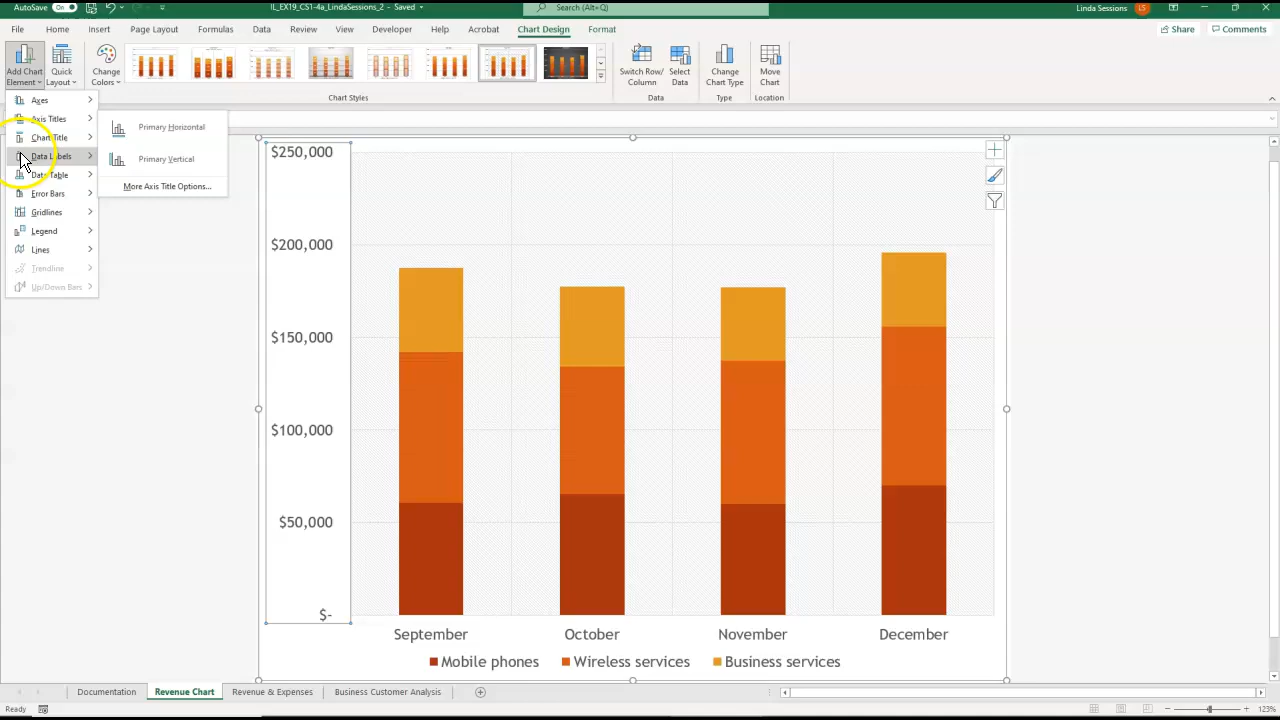 AutoSave On IL_EX19_CS1-4a_LindaSessions_2 - Saved Search (Alt+Q) Linda Sessions LS
File Home Insert Page Layout Formulas Data Review View Developer Help Acrobat Chart Design Format Share Comments
Add Chart Element
Quick Layout
Change Colors
Switch Row/ Column
Select Data
Change Chart Type
Move Chart
Chart Styles Data Type Location
Axes
Axis Titles
Chart Title
Data Labels
Data Table
Error Bars
Gridlines
Legend
Lines
Trendline
Up/Down Bars
Primary Horizontal
Primary Vertical
More Axis Title Options...
$250,000
$200,000
$150,000
$100,000
$50,000
$-
September October November December
Mobile phones Wireless services Business services
Documentation Revenue Chart Revenue & Expenses Business Customer Analysis
Ready 123%